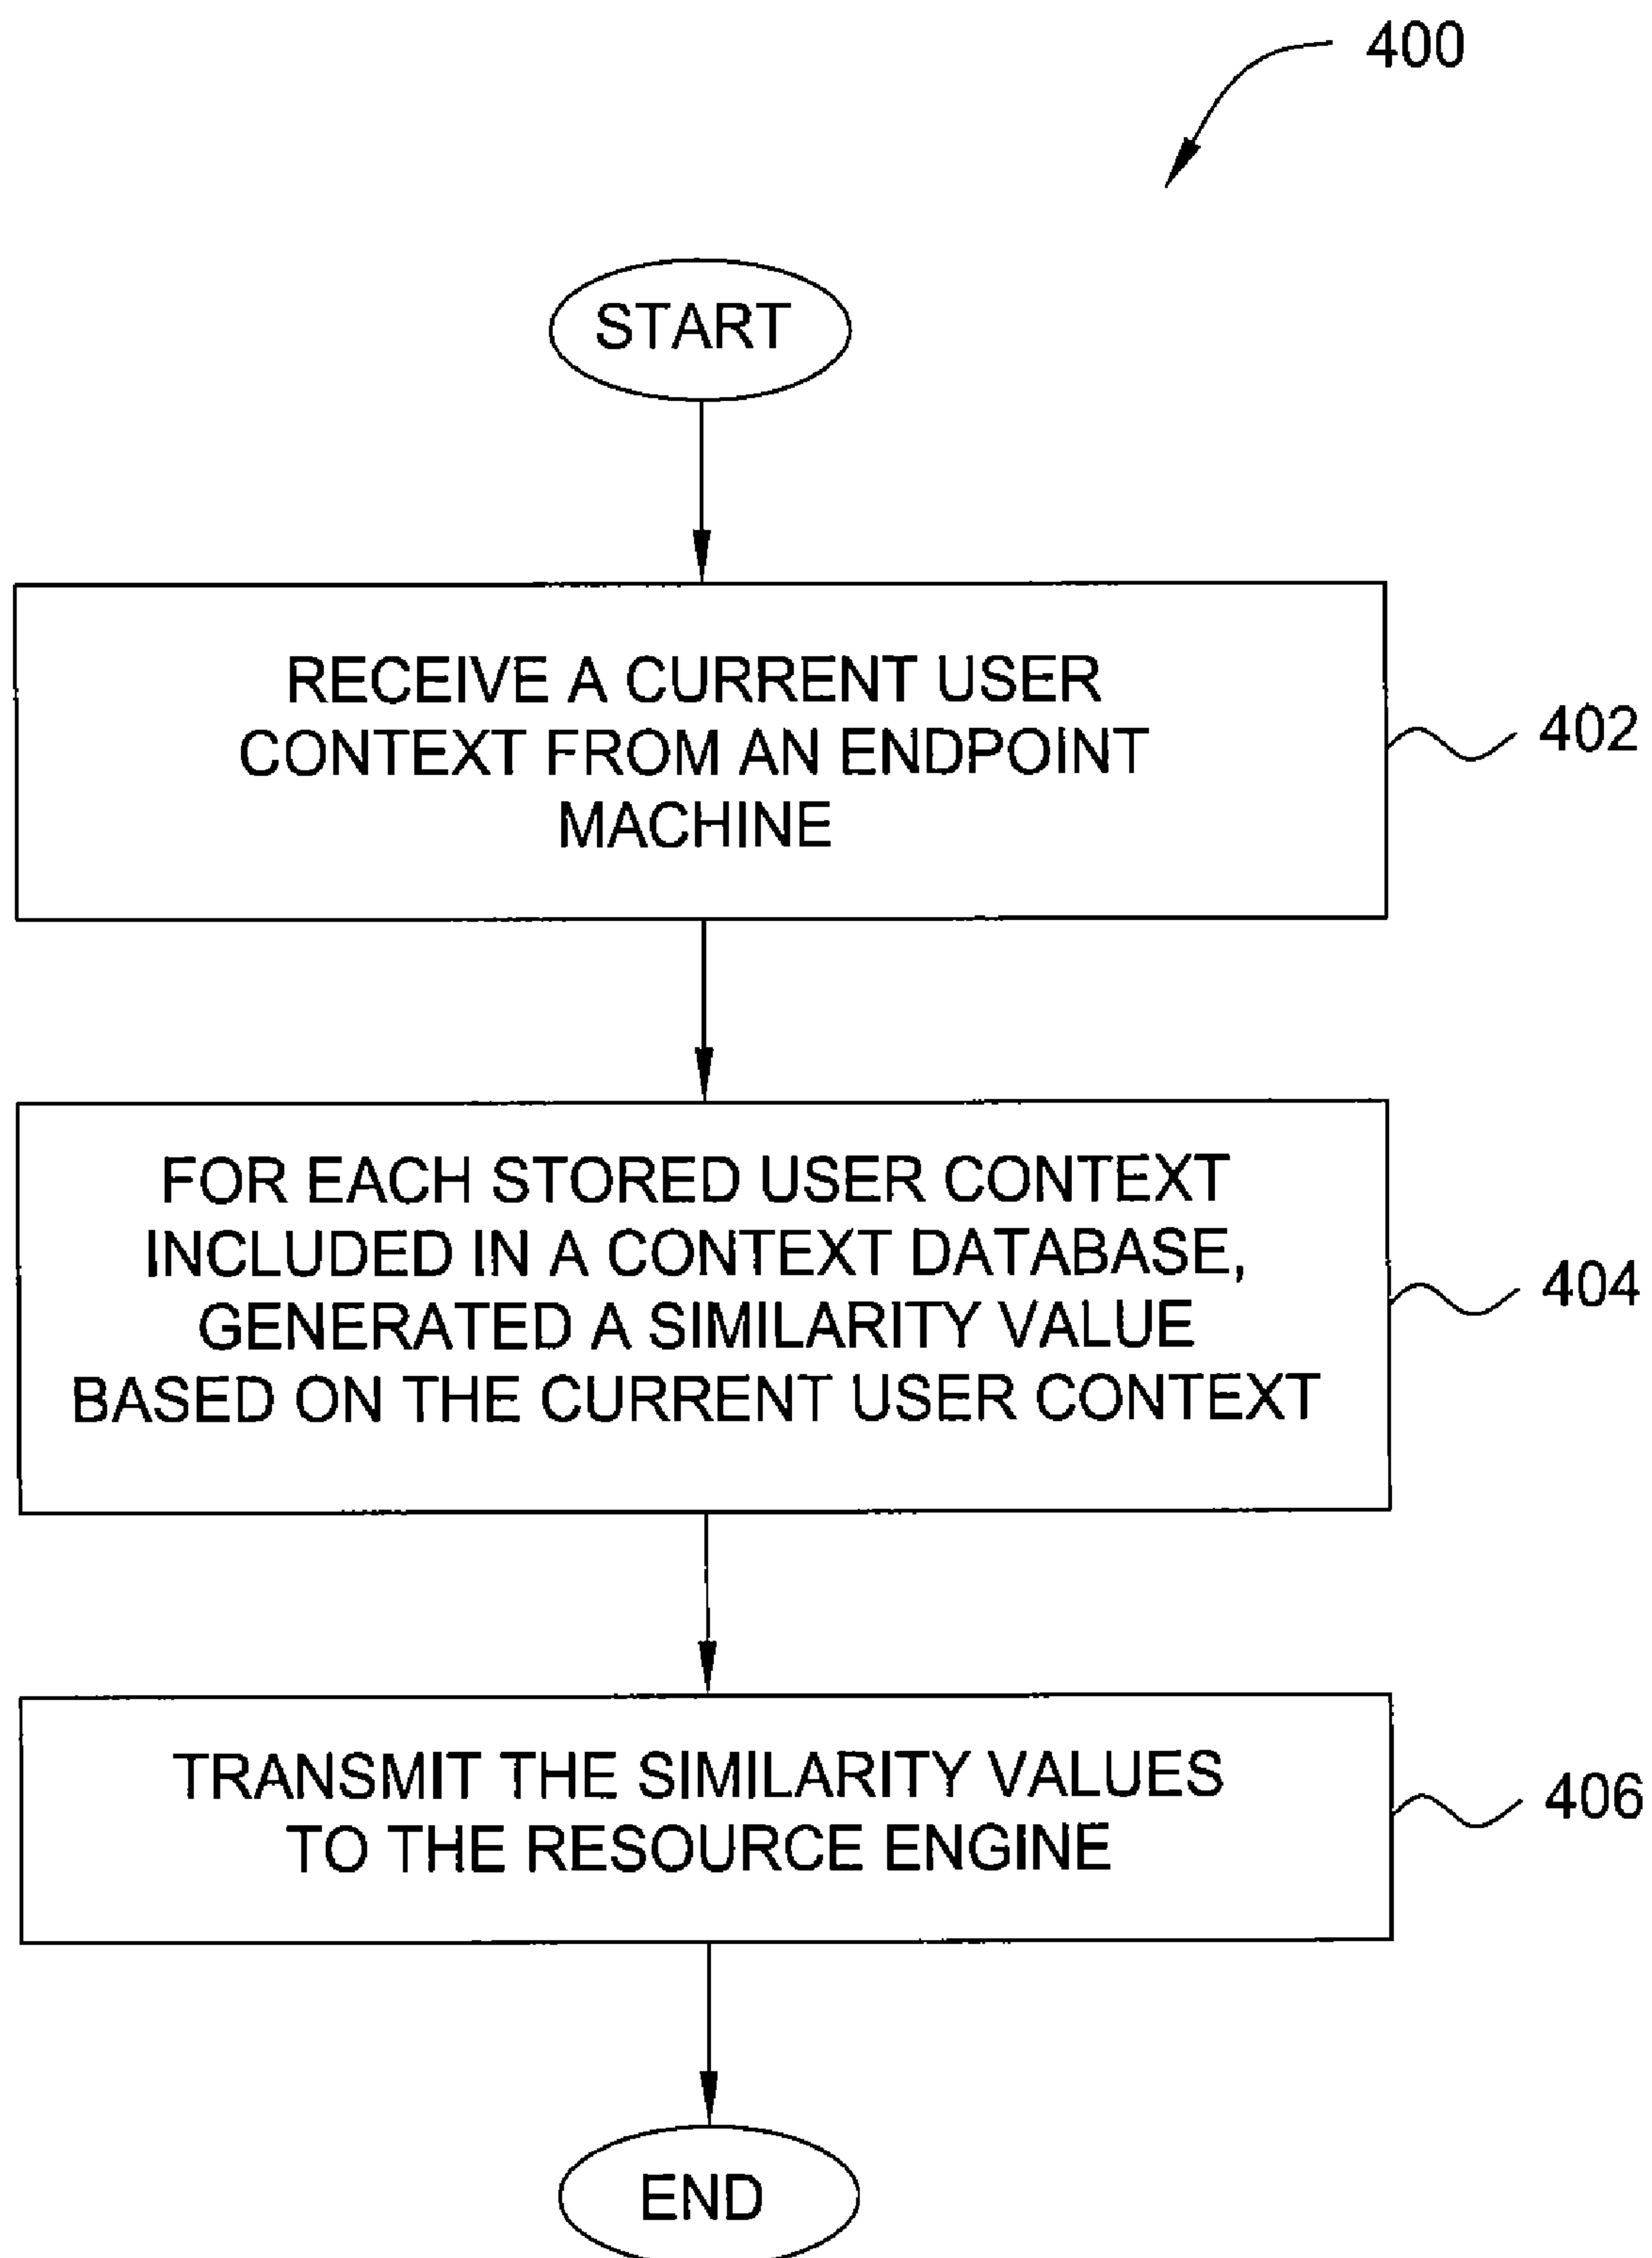 400
START
RECEIVE A CURRENT USER
CONTEXT FROM AN ENDPOINT
MACHINE
402
FOR EACH STORED USER CONTEXT
INCLUDED IN A CONTEXT DATABASE,
GENERATED A SIMILARITY VALUE
BASED ON THE CURRENT USER CONTEXT
404
TRANSMIT THE SIMILARITY VALUES
TO THE RESOURCE ENGINE
406
END